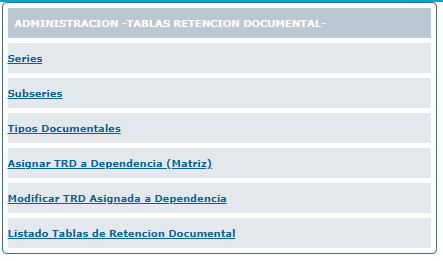 ADMINISTRACION -TABLAS RETENCION DOCUMENTAL-
Series
Subseries
Tipos Documentales
Asignar TRD a Dependencia (Matriz)
Modificar TRD Asignada a Dependencia
Listado Tablas de Retencion Documental